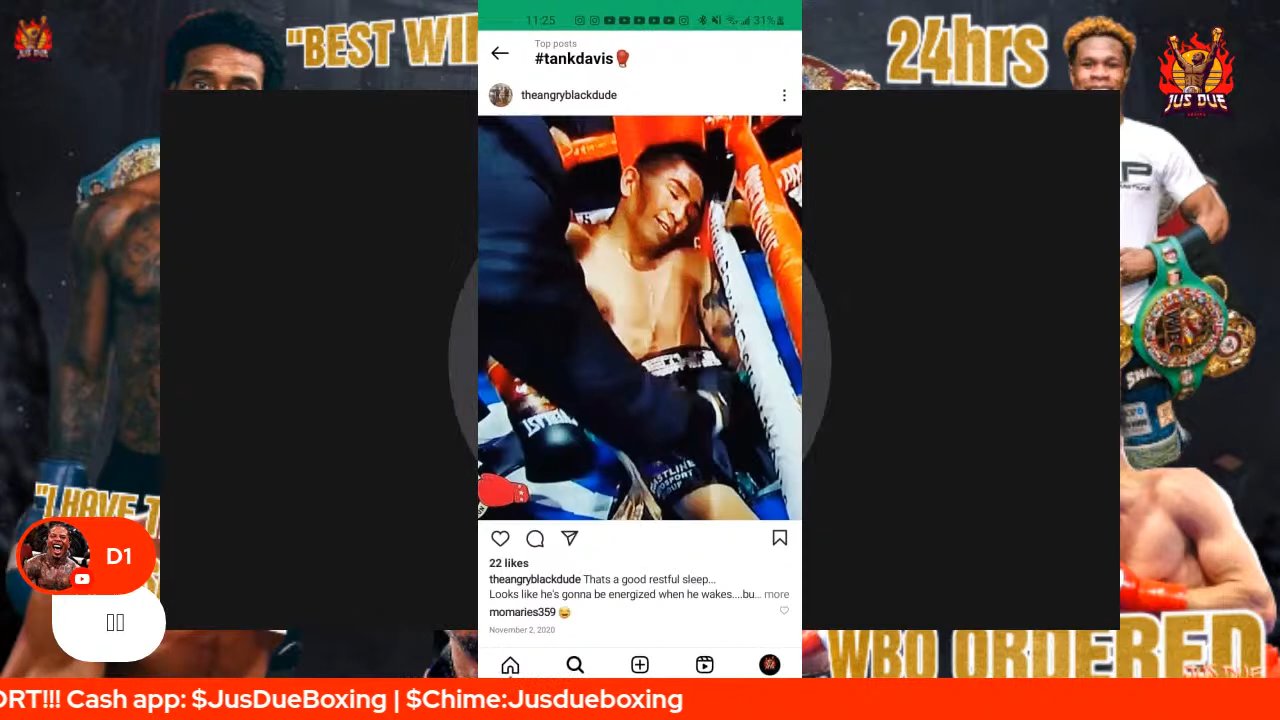 "BEST WI
24hrs
JUS DUE
11:25
31%
Top posts
#tankdavis🥊
theangryblackdude
22 likes
theangryblackdude Thats a good restful sleep...
Looks like he's gonna be energized when he wakes....bu... more
momaries359 😂
November 2, 2020
"I HAVE T
D1
WBO ORDERED
ORT!!! Cash app: $JusDueBoxing | $Chime:Jusdueboxing